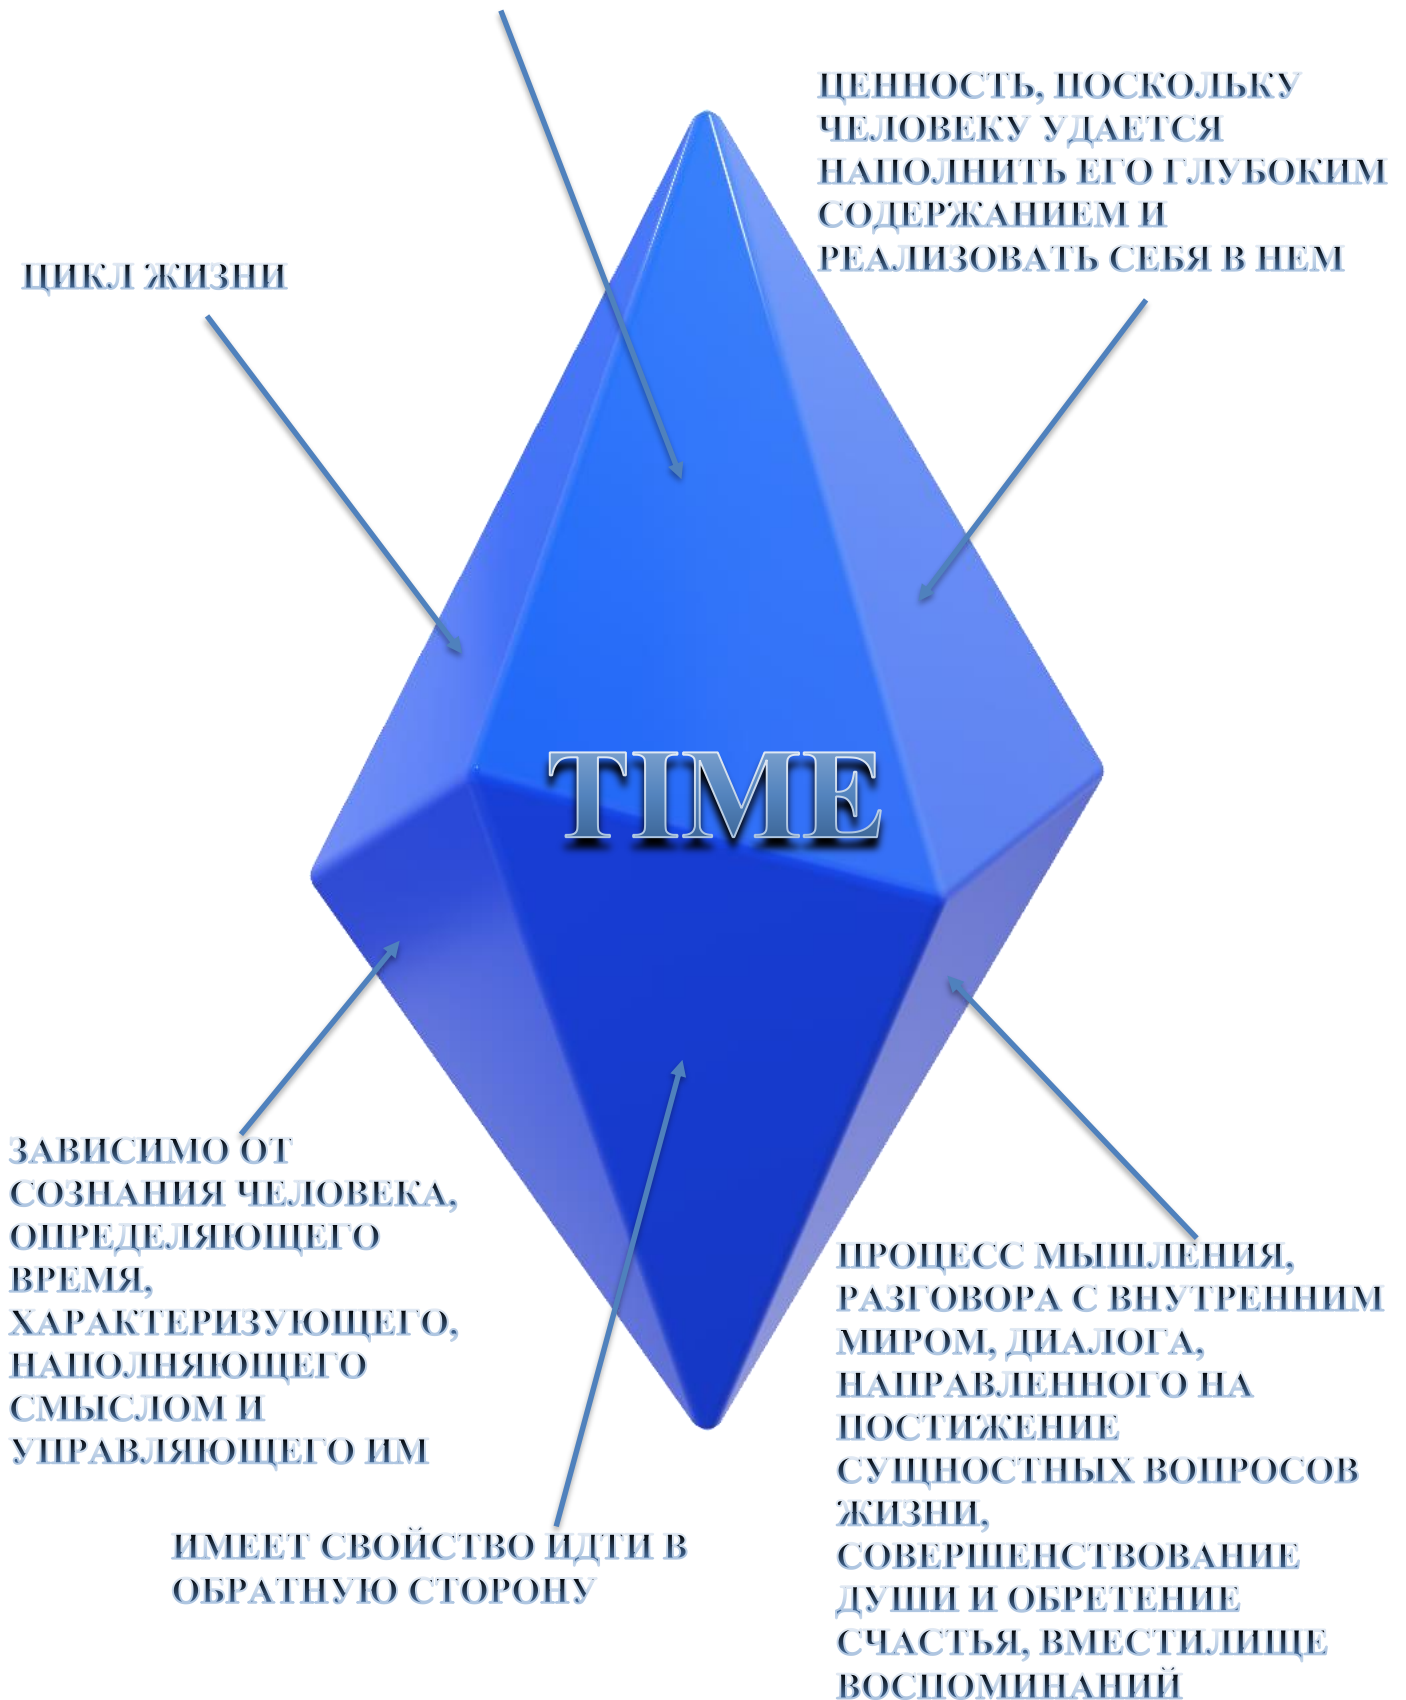 ЦЕННОСТЬ, ПОСКОЛЬКУ
ЧЕЛОВЕКУ УДАЕТСЯ
НАПОЛНИТЬ ЕГО ГЛУБОКИМ
СОДЕРЖАНИЕМ И
РЕАЛИЗОВАТЬ СЕБЯ В НЕМ
ЦИКЛ ЖИЗНИ
TIME
ЗАВИСИМО ОТ
СОЗНАНИЯ ЧЕЛОВЕКА,
ОПРЕДЕЛЯЮЩЕГО
ВРЕМЯ,
ХАРАКТЕРИЗУЮЩЕГО,
НАПОЛНЯЮЩЕГО
СМЫСЛОМ И
УПРАВЛЯЮЩЕГО ИМ
ПРОЦЕСС МЫШЛЕНИЯ,
РАЗГОВОРА С ВНУТРЕННИМ
МИРОМ, ДИАЛОГА,
НАПРАВЛЕННОГО НА
ПОСТИЖЕНИЕ
СУЩНОСТНЫХ ВОПРОСОВ
ЖИЗНИ,
СОВЕРШЕНСТВОВАНИЕ
ДУШИ И ОБРЕТЕНИЕ
СЧАСТЬЯ, ВМЕСТИЛИЩЕ
ВОСПОМИНАНИЙ
ИМЕЕТ СВОЙСТВО ИДТИ В
ОБРАТНУЮ СТОРОНУ